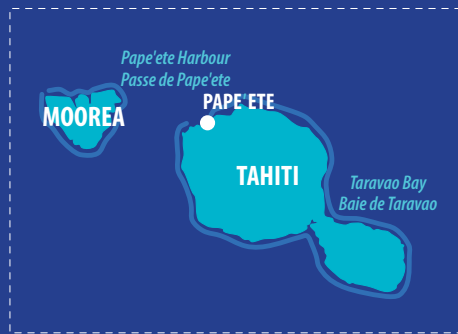 Pape'ete Harbour
Passe de Pape'ete
PAPE'ETE
MOOREA
TAHITI
Taravao Bay
Baie de Taravao